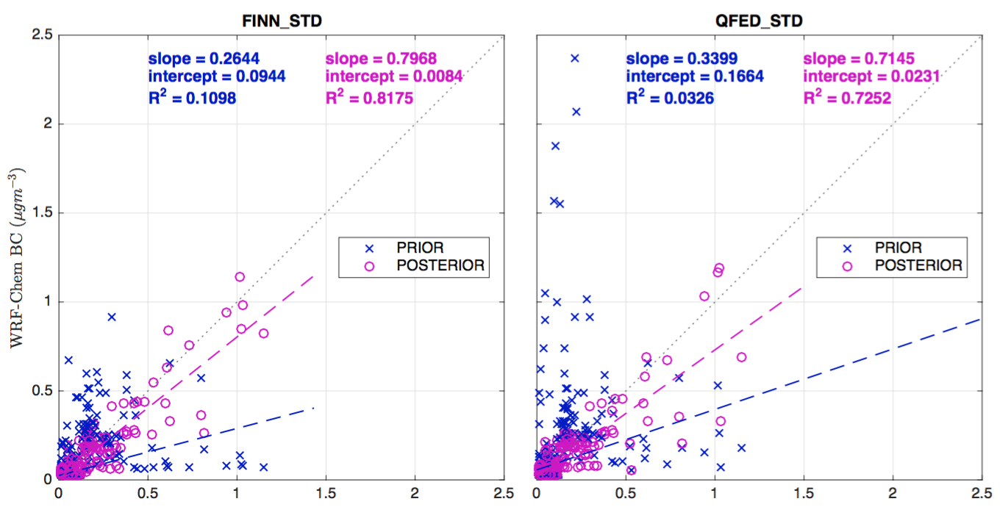 FINN_STD
QFED_STD
slope = 0.2644
intercept = 0.0944
R² = 0.1098
slope = 0.7968
intercept = 0.0084
R² = 0.8175
slope = 0.3399
intercept = 0.1664
R² = 0.0326
slope = 0.7145
intercept = 0.0231
R² = 0.7252
WRF-Chem BC (μgm⁻³)
2.5
2
1.5
1
0.5
0
PRIOR
POSTERIOR
PRIOR
POSTERIOR
0 0.5 1 1.5 2 2.5
0 0.5 1 1.5 2 2.5